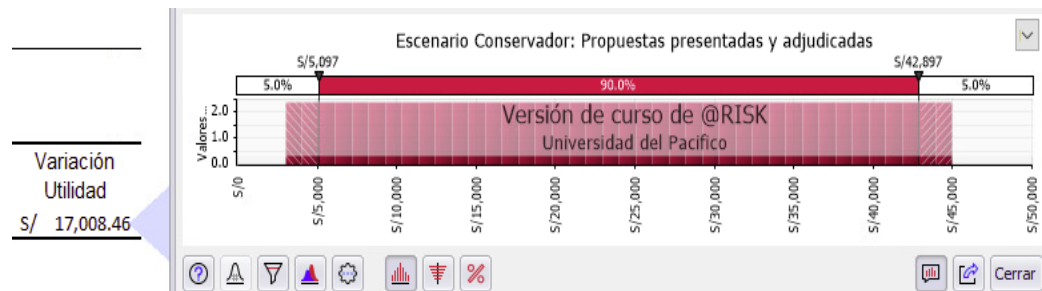 Escenario Conservador: Propuestas presentadas y adjudicadas
S/5,097 S/42,897
5.0% 90.0% 5.0%
Valores...
2.0
1.0
0.0
Versión de curso de @RISK
Universidad del Pacífico
S/0 S/5,000 S/10,000 S/15,000 S/20,000 S/25,000 S/30,000 S/35,000 S/40,000 S/45,000 S/50,000
Variación
Utilidad
S/ 17,008.46
Cerrar